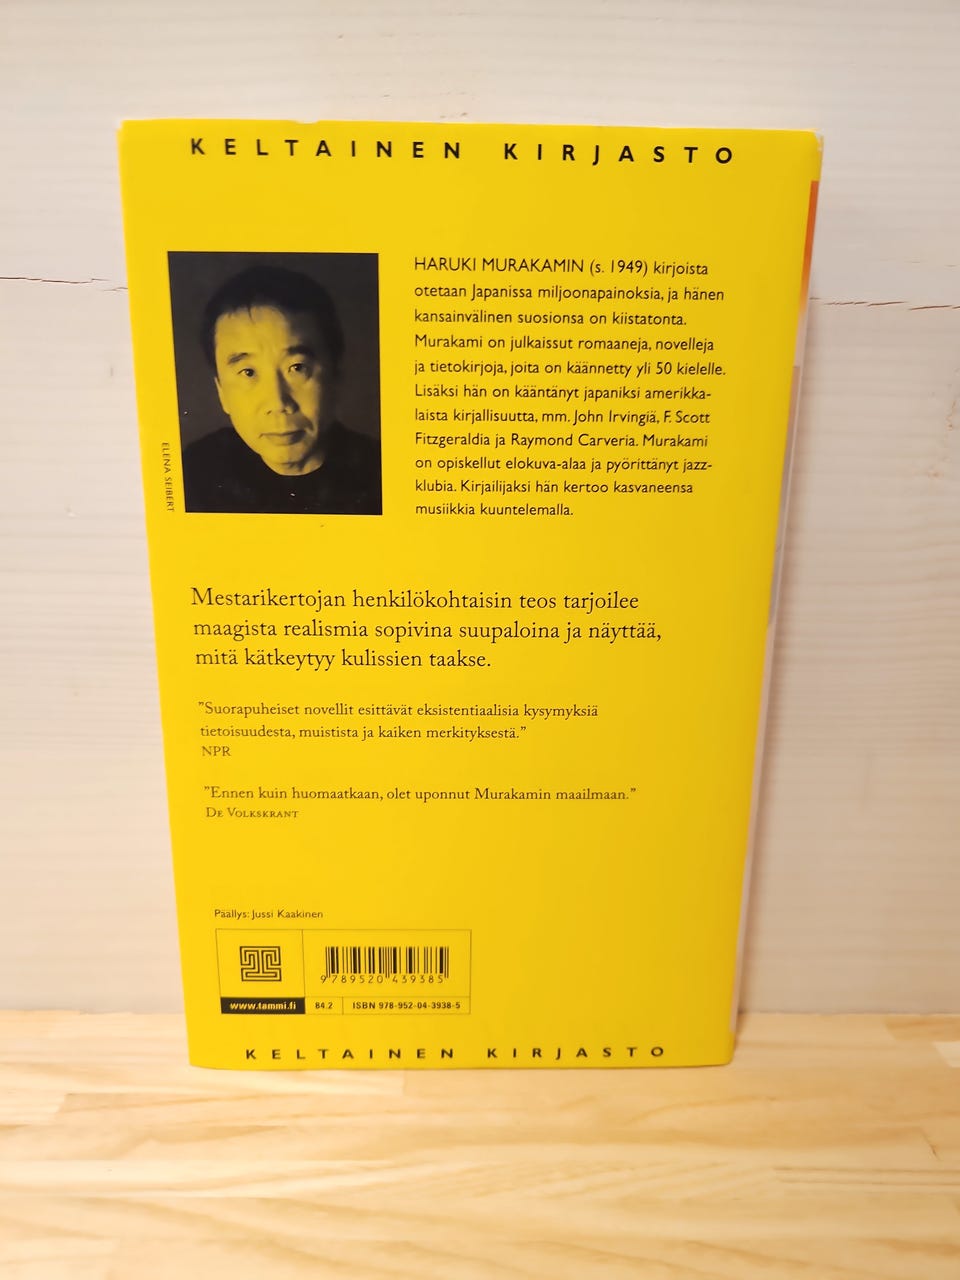 KELTAINEN KIRJASTO
HARUKI MURAKAMIN (s. 1949) kirjoista
otetaan Japanissa miljoonapainoksia, ja hänen
kansainvälinen suosionsa on kiistatonta.
Murakami on julkaissut romaaneja, novelleja
ja tietokirjoja, joita on käännetty yli 50 kielelle.
Lisäksi hän on kääntänyt japaniksi amerikka-
laista kirjallisuutta, mm. John Irvingiä, F. Scott
Fitzgeraldia ja Raymond Carveria. Murakami
on opiskellut elokuva-alaa ja pyörittänyt jazz-
klubia. Kirjailijaksi hän kertoo kasvaneensa
musiikkia kuuntelemalla.
ELENA SEIBERT
Mestarikertojan henkilökohtaisin teos tarjoilee
maagista realismia sopivina suupaloina ja näyttää,
mitä kätkeytyy kulissien taakse.
”Suorapuheiset novellit esittävät eksistentiaalisia kysymyksiä
tietoisuudesta, muistista ja kaiken merkityksestä.”
NPR
”Ennen kuin huomaatkaan, olet uponnut Murakamin maailmaan.”
DE VOLKSKRANT
Päällys: Jussi Kaakinen
9 789520 439385
www.tammi.fi 84.2 ISBN 978-952-04-3938-5
KELTAINEN KIRJASTO